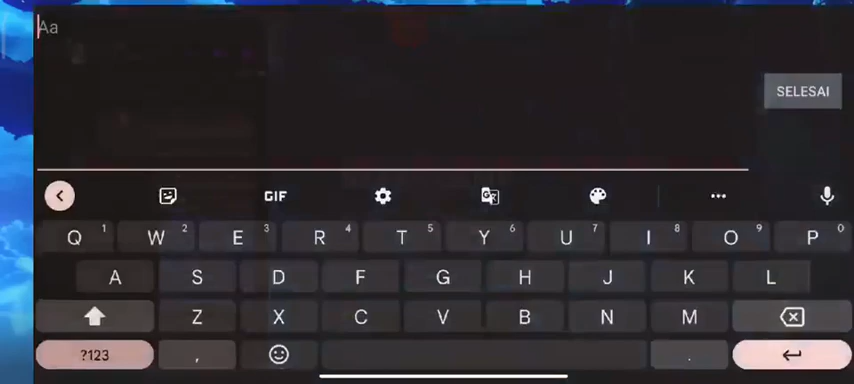 Aa
SELESAI
GIF
Q 1 W 2 E 3 R 4 T 5 Y 6 U 7 I 8 O 9 P 0
A S D F G H J K L
Z X C V B N M
?123 , .